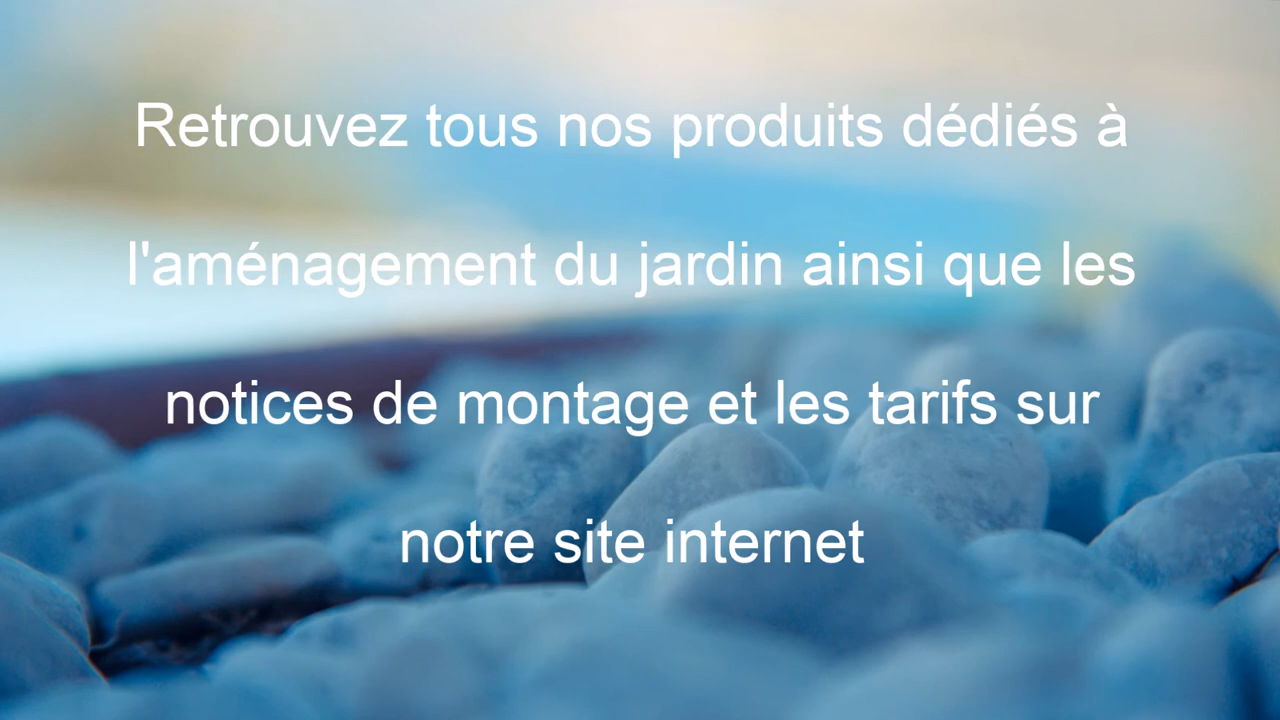 Retrouvez tous nos produits dédiés à
l'aménagement du jardin ainsi que les
notices de montage et les tarifs sur
notre site internet